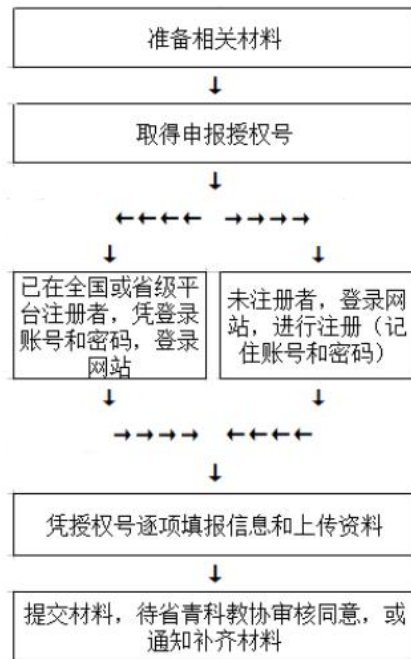 准备相关材料
↓
取得申报授权号
↓
←←←← →→→→
↓ ↓
已在全国或省级平
台注册者，凭登录
账号和密码，登录
网站
未注册者，登录网
站，进行注册（记
住账号和密码）
↓ ↓
→→→→ ←←←←
↓
凭授权号逐项填报信息和上传资料
↓
提交材料，待省青科教协审核同意，或
通知补齐材料